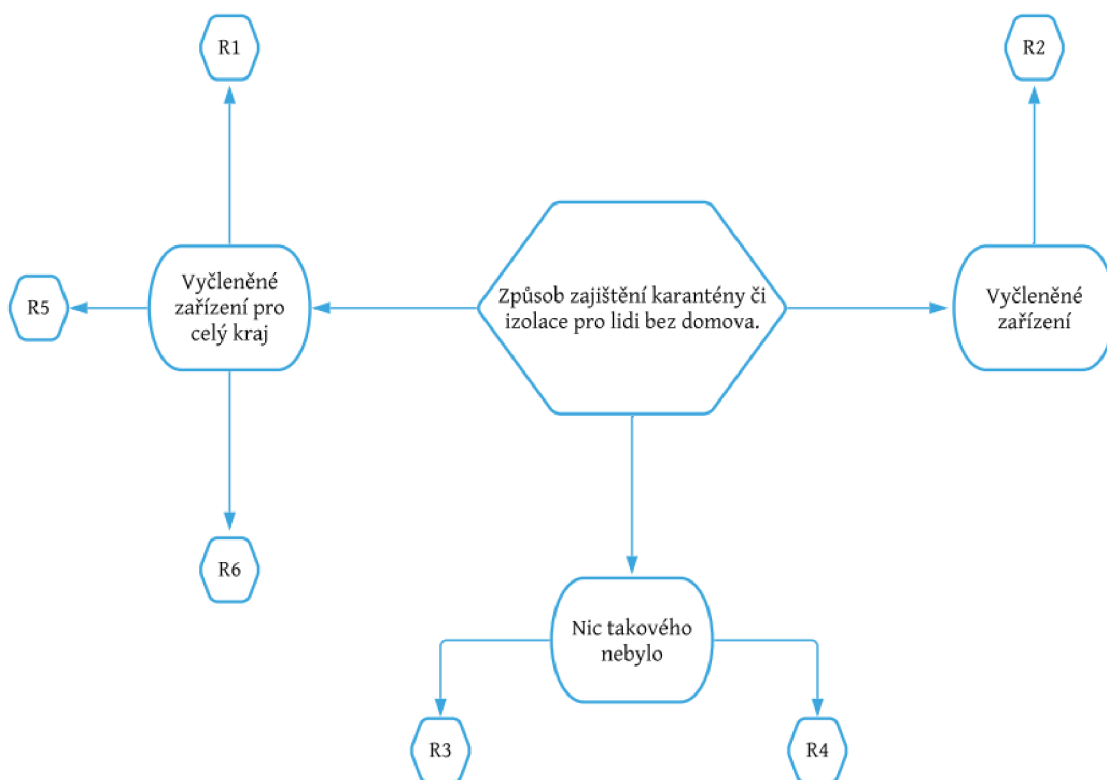 R1
R2
Vyčleněné
zařízení pro
celý kraj
Způsob zajištění karantény či
izolace pro lidi bez domova.
Vyčleněné
zařízení
R5
R6
Nic takového
nebylo
R3
R4